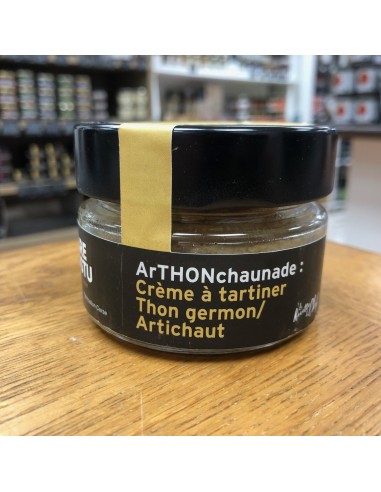 ArTHONchaunade :
Crème à tartiner
Thon germon/
Artichaut